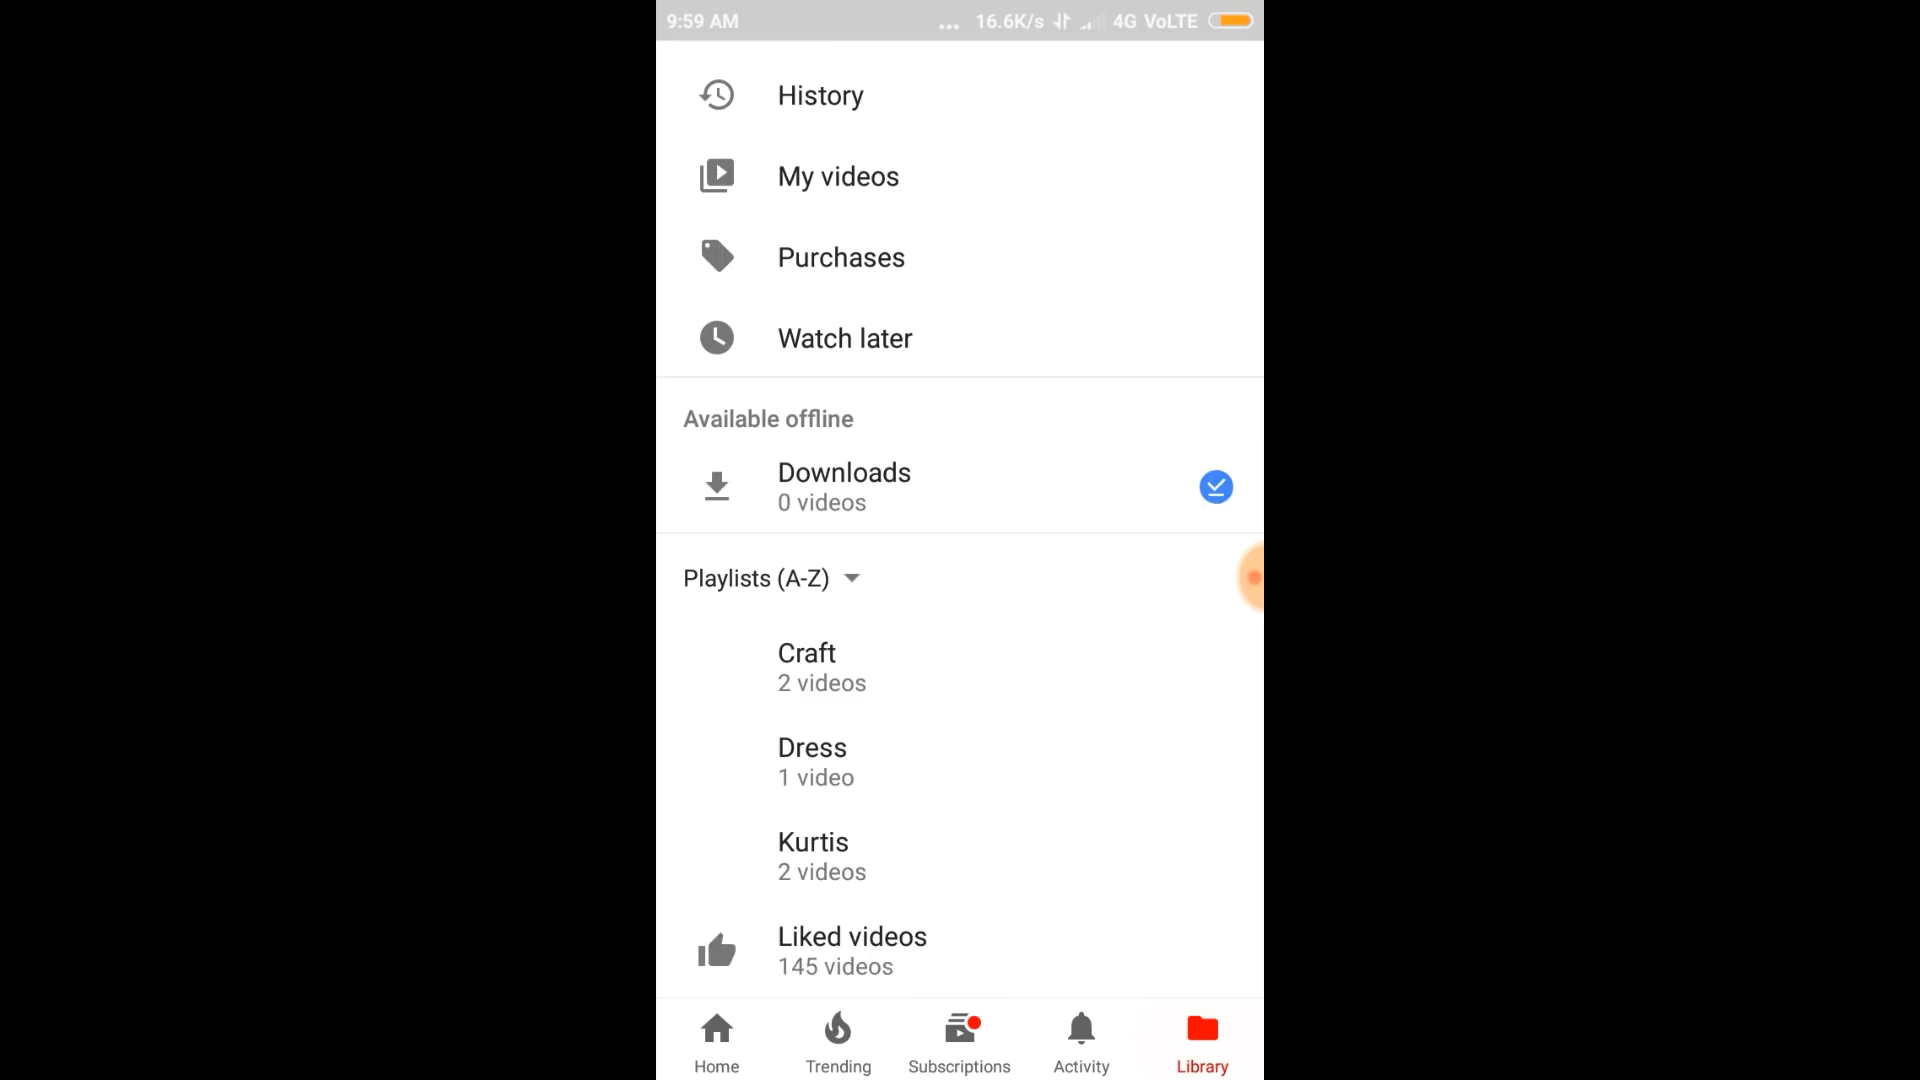 9:59 AM ... 16.6K/s 4G VoLTE
History
My videos
Purchases
Watch later
Available offline
Downloads
0 videos
Playlists (A-Z)
Craft
2 videos
Dress
1 video
Kurtis
2 videos
Liked videos
145 videos
Home Trending Subscriptions Activity Library